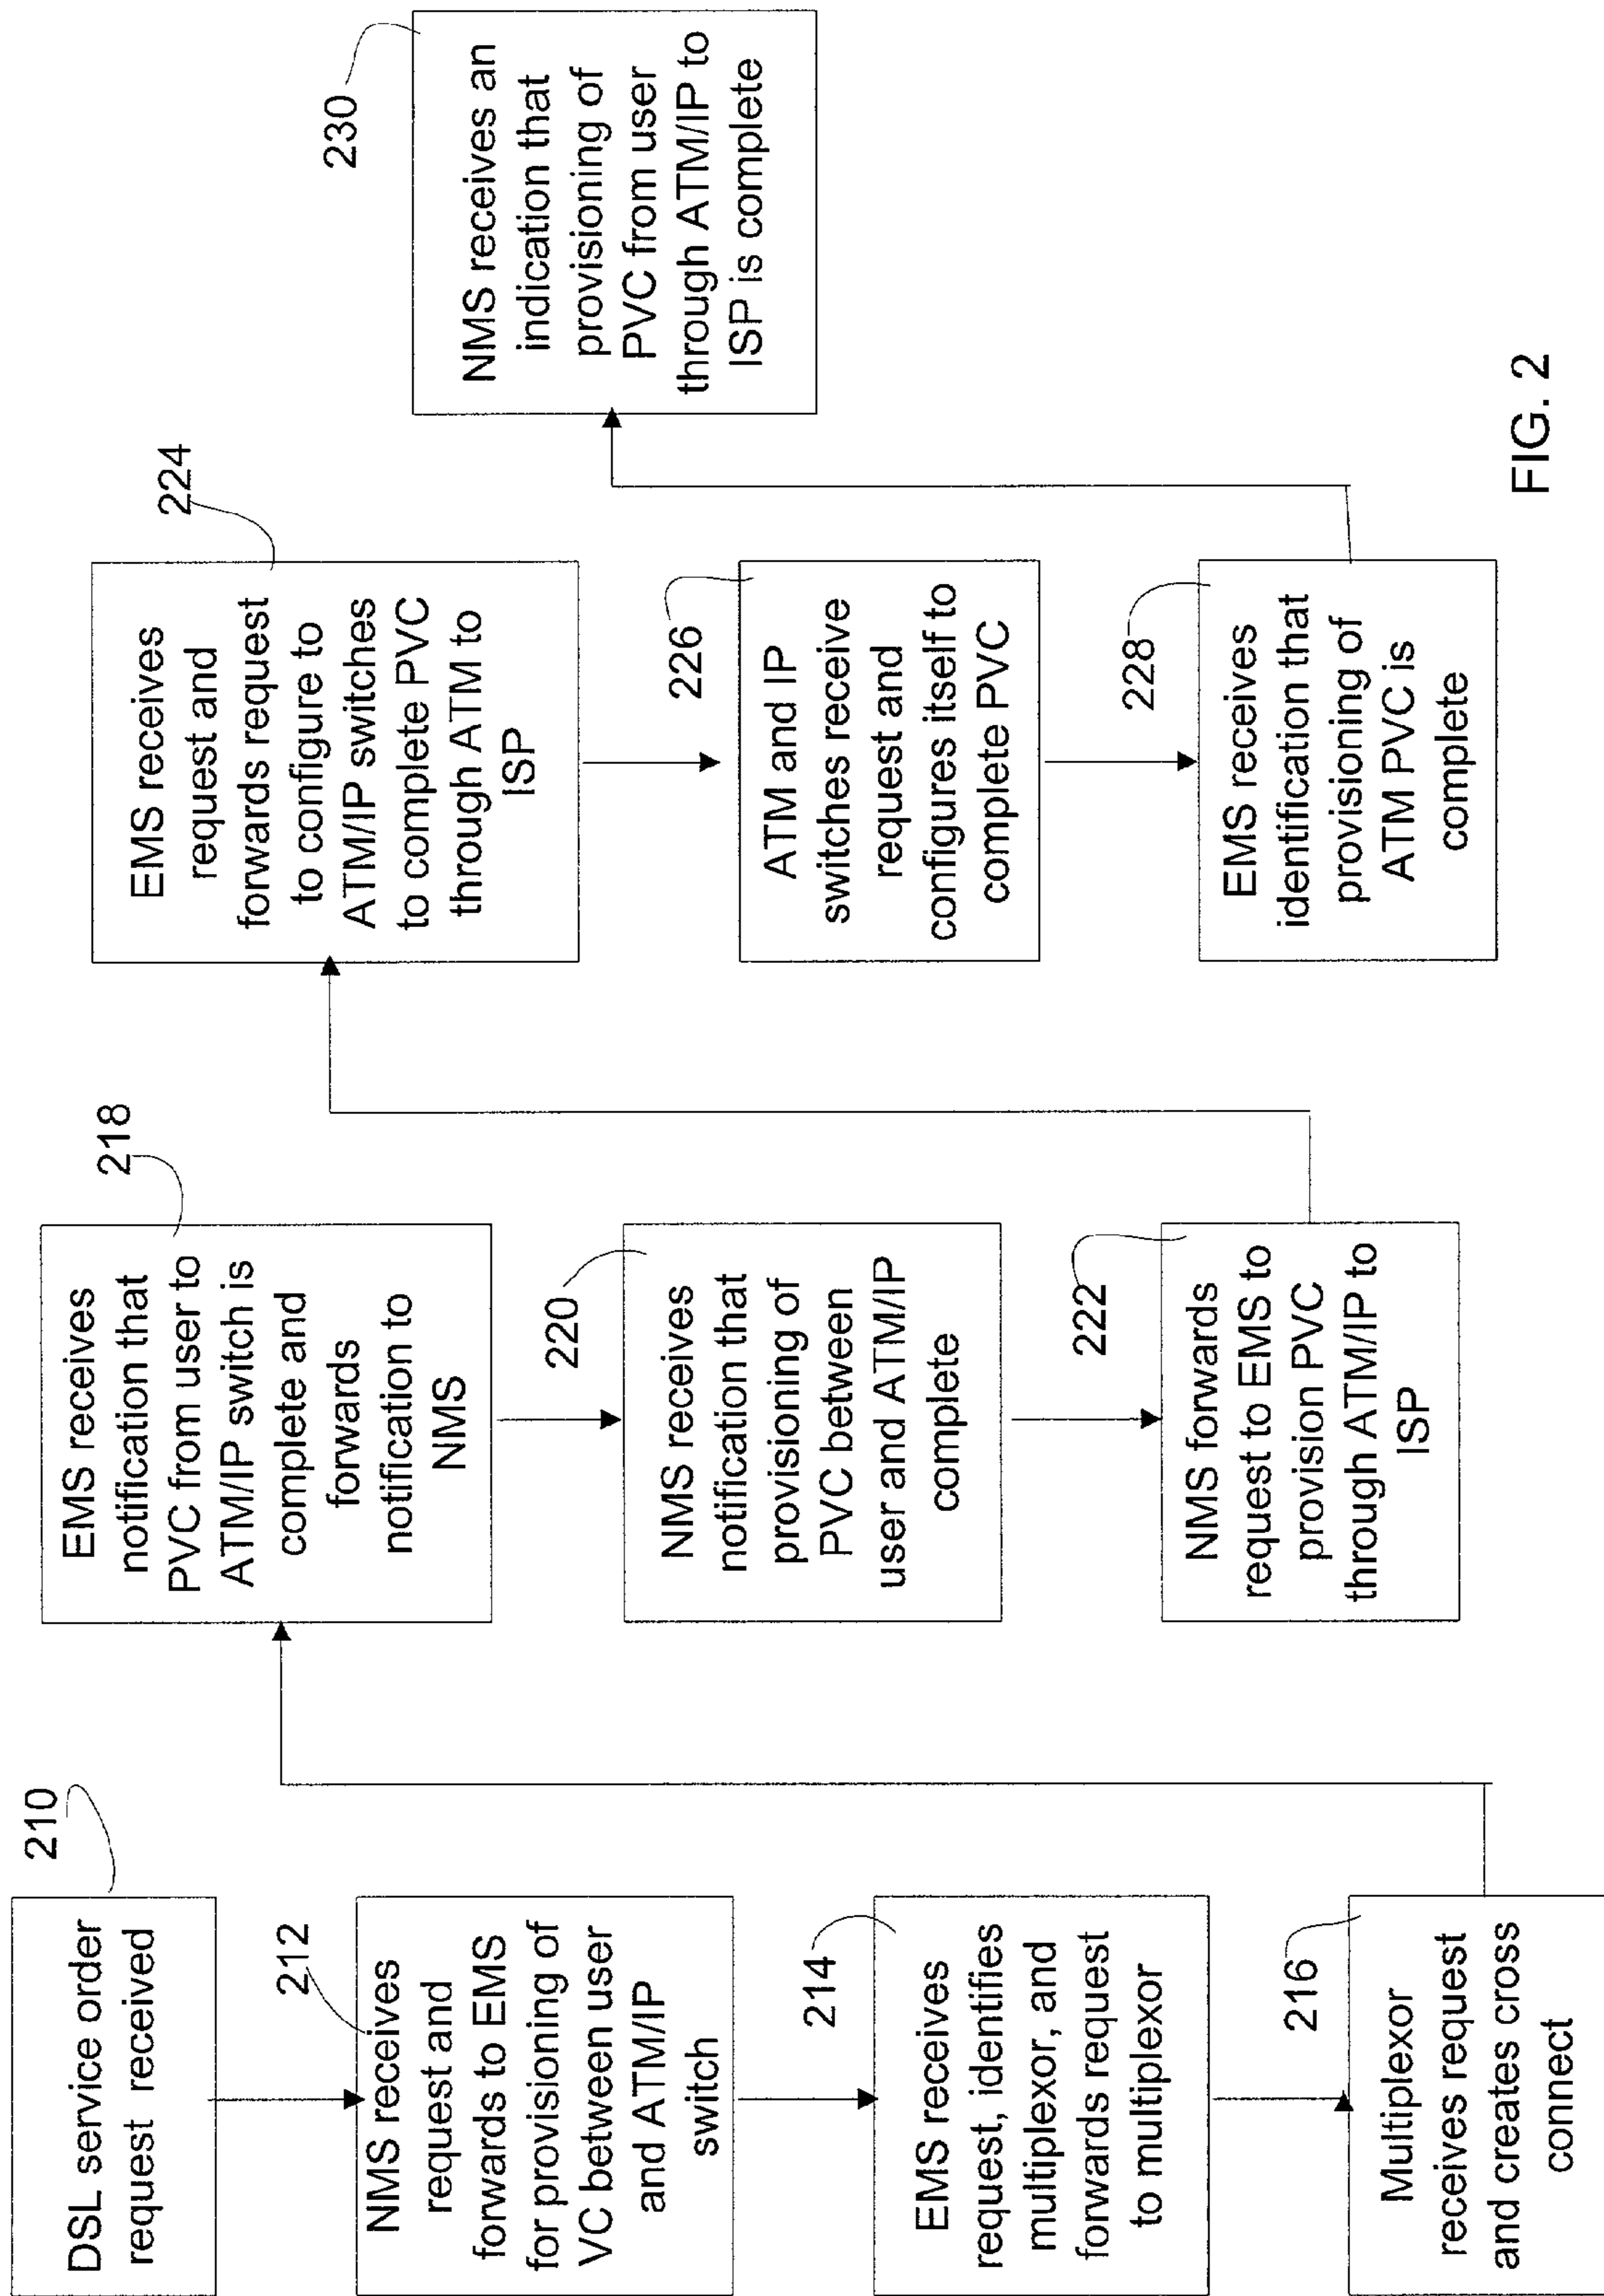 210
DSL service order
request received
212
NMS receives
request and
forwards to EMS
for provisioning of
VC between user
and ATM/IP
switch
214
EMS receives
request, identifies
multiplexor, and
forwards request
to multiplexor
216
Multiplexor
receives request
and creates cross
connect
218
EMS receives
notification that
PVC from user to
ATM/IP switch is
complete and
forwards
notification to
NMS
220
NMS receives
notification that
provisioning of
PVC between
user and ATM/IP
complete
222
NMS forwards
request to EMS to
provision PVC
through ATM/IP to
ISP
224
EMS receives
request and
forwards request
to configure to
ATM/IP switches
to complete PVC
through ATM to
ISP
226
ATM and IP
switches receive
request and
configures itself to
complete PVC
228
EMS receives
identification that
provisioning of
ATM PVC is
complete
230
NMS receives an
indication that
provisioning of
PVC from user
through ATM/IP to
ISP is complete
FIG. 2